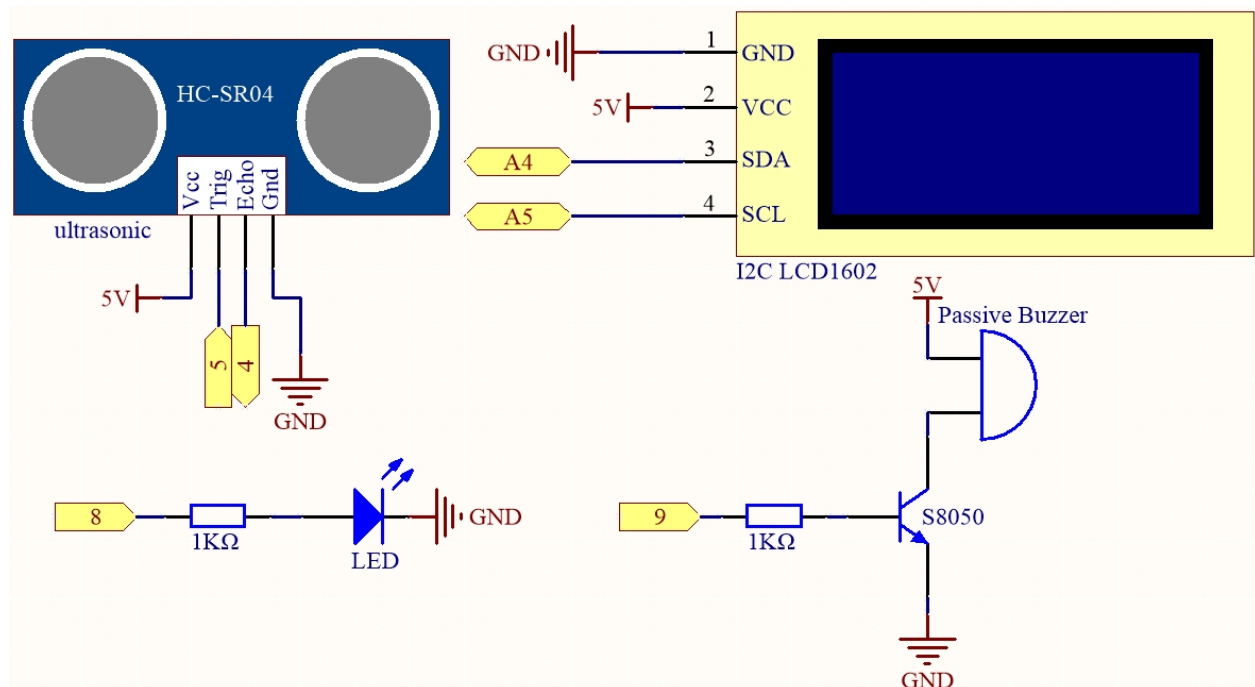 HC-SR04
Vcc
Trig
Echo
Gnd
ultrasonic
5V
5
4
GND
GND
1
GND
5V
2
VCC
A4
3
SDA
A5
4
SCL
I2C LCD1602
5V
Passive Buzzer
8
1KΩ
LED
GND
9
1KΩ
S8050
GND